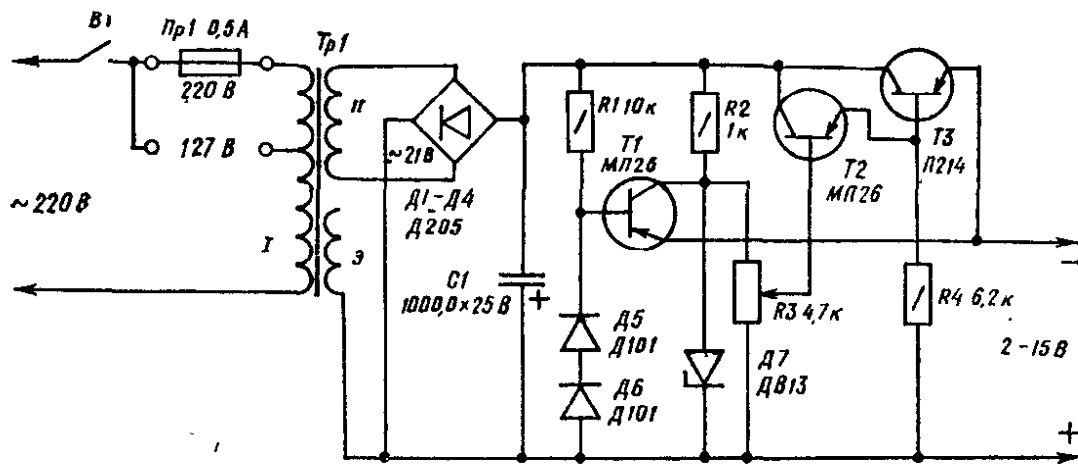 В1
Пр1 0,5А
220 В
127 В
~220В
Тр1
I
II
Э
~21В
Д1-Д4
Д205
С1
1000,0×25 В
+
R1 10к
R2
1к
Т1
МП26
Т2
МП26
Т3
П214
Д5
Д101
Д6
Д101
R3 4,7к
Д7
Д813
R4 6,2к
2-15В
−
+